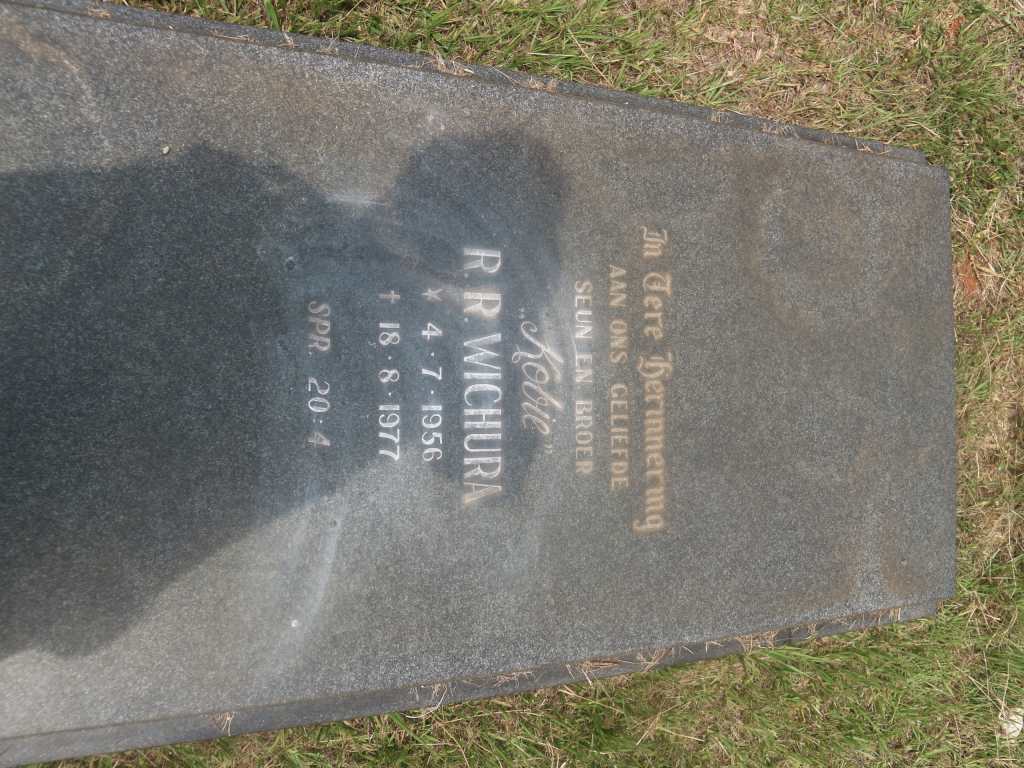 In Tere Herinnering
AAN ONS GELIEFDE
SEUN EN BROER
„Kobie”
R. R. WICHURA
★ 4·7·1956
✝ 18·8·1977
SPR. 20:4